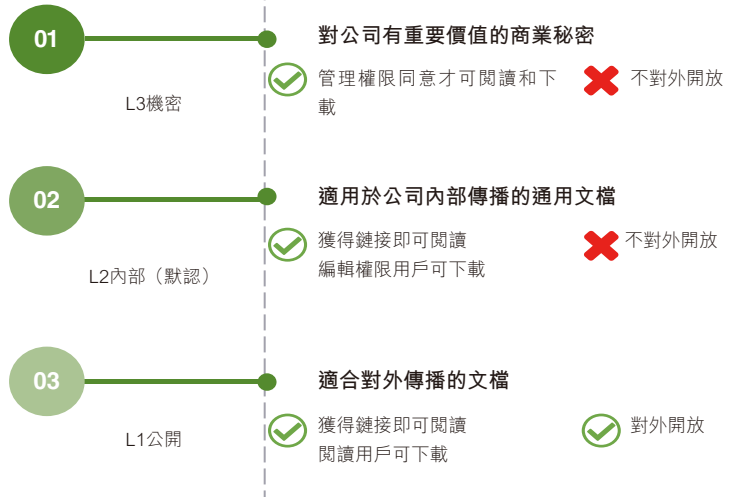 01
對公司有重要價值的商業秘密
管理權限同意才可閱讀和下
載
不對外開放
L3機密
02
適用於公司內部傳播的通用文檔
獲得鏈接即可閱讀
編輯權限用戶可下載
不對外開放
L2內部（默認）
03
適合對外傳播的文檔
獲得鏈接即可閱讀
閱讀用戶可下載
對外開放
L1公開